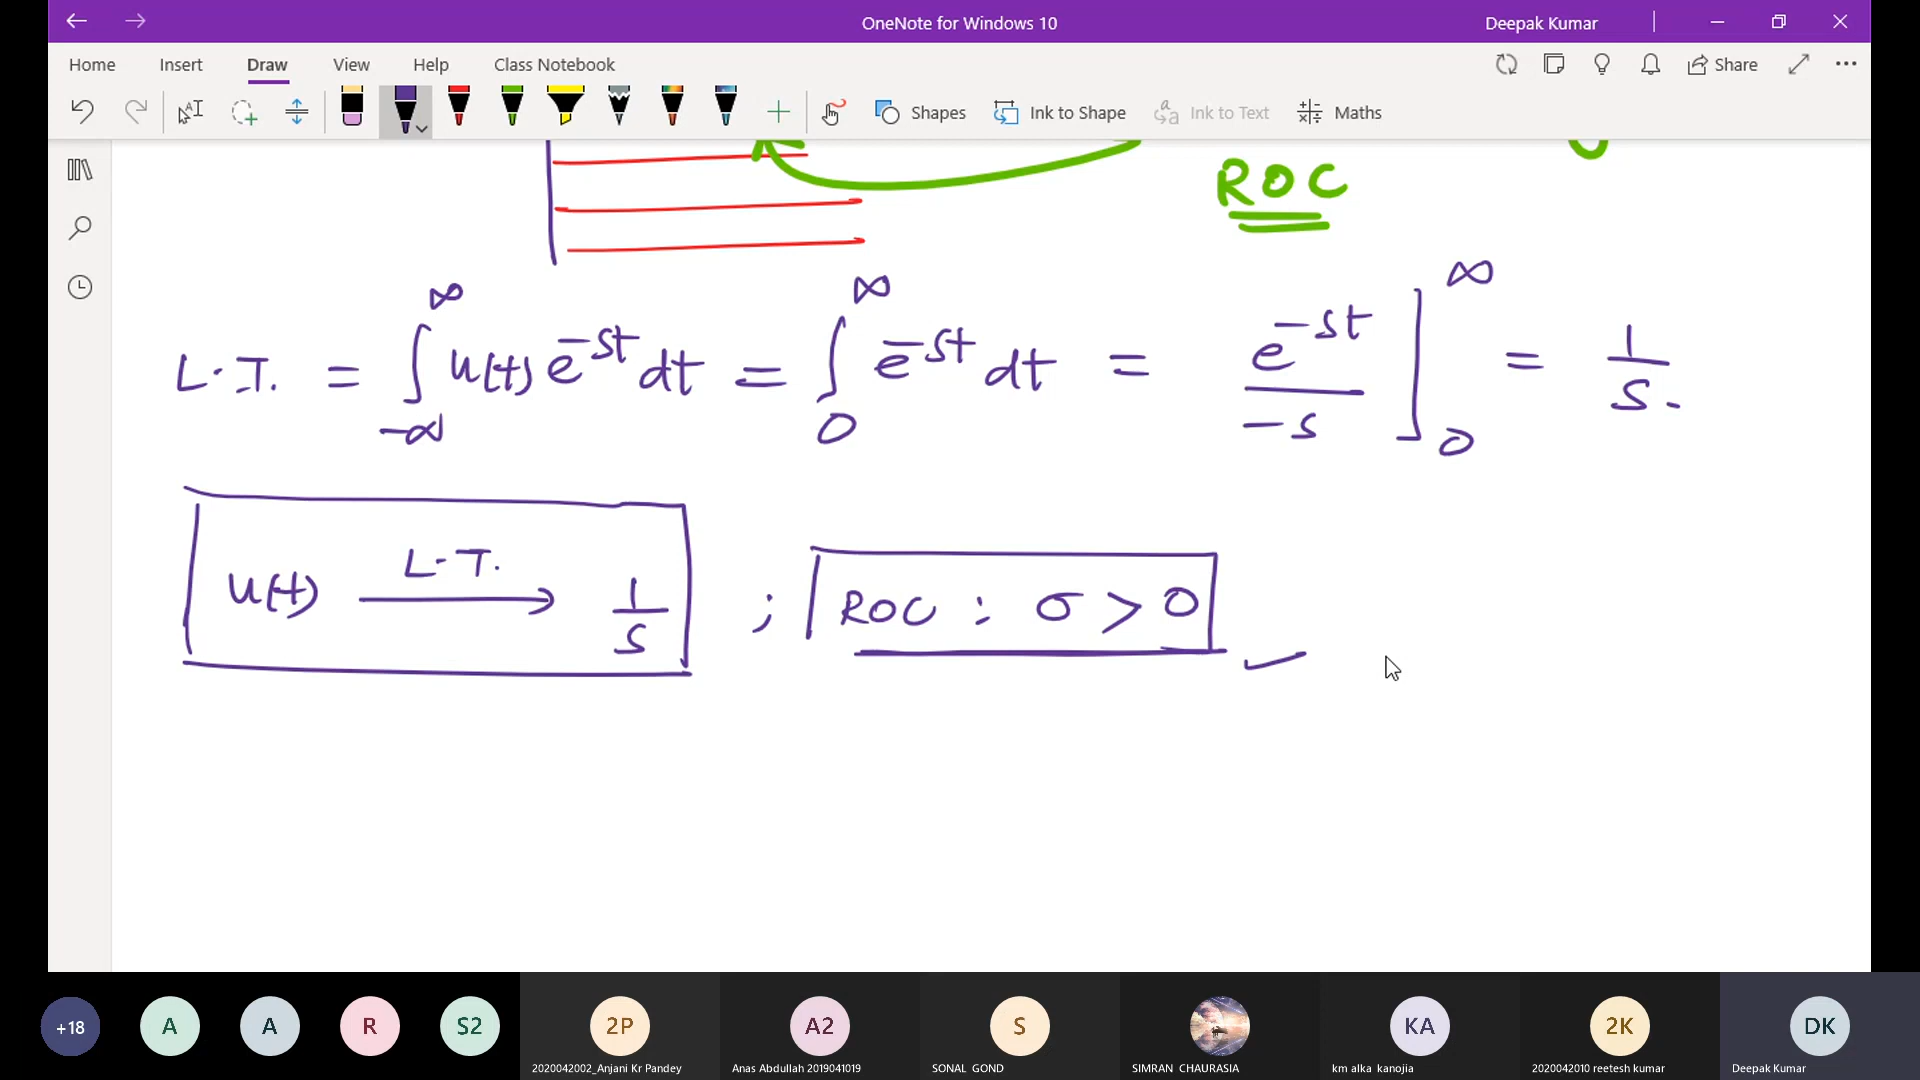 OneNote for Windows 10
Deepak Kumar
Home Insert Draw View Help Class Notebook
Share
Shapes Ink to Shape Ink to Text Maths
ROC
L.T. = ∫_{-∞}^{∞} u(t) e^{-st} dt = ∫_{0}^{∞} e^{-st} dt = e^{-st}/-s ]_{0}^{∞} = 1/s.
u(t) —L.T.→ 1/s ; ROC : σ > 0
+18 A A R S2 2P A2 S KA 2K DK
2020042002_Anjani Kr Pandey Anas Abdullah 2019041019 SONAL GOND SIMRAN CHAURASIA km alka kanojia 2020042010 reetesh kumar Deepak Kumar